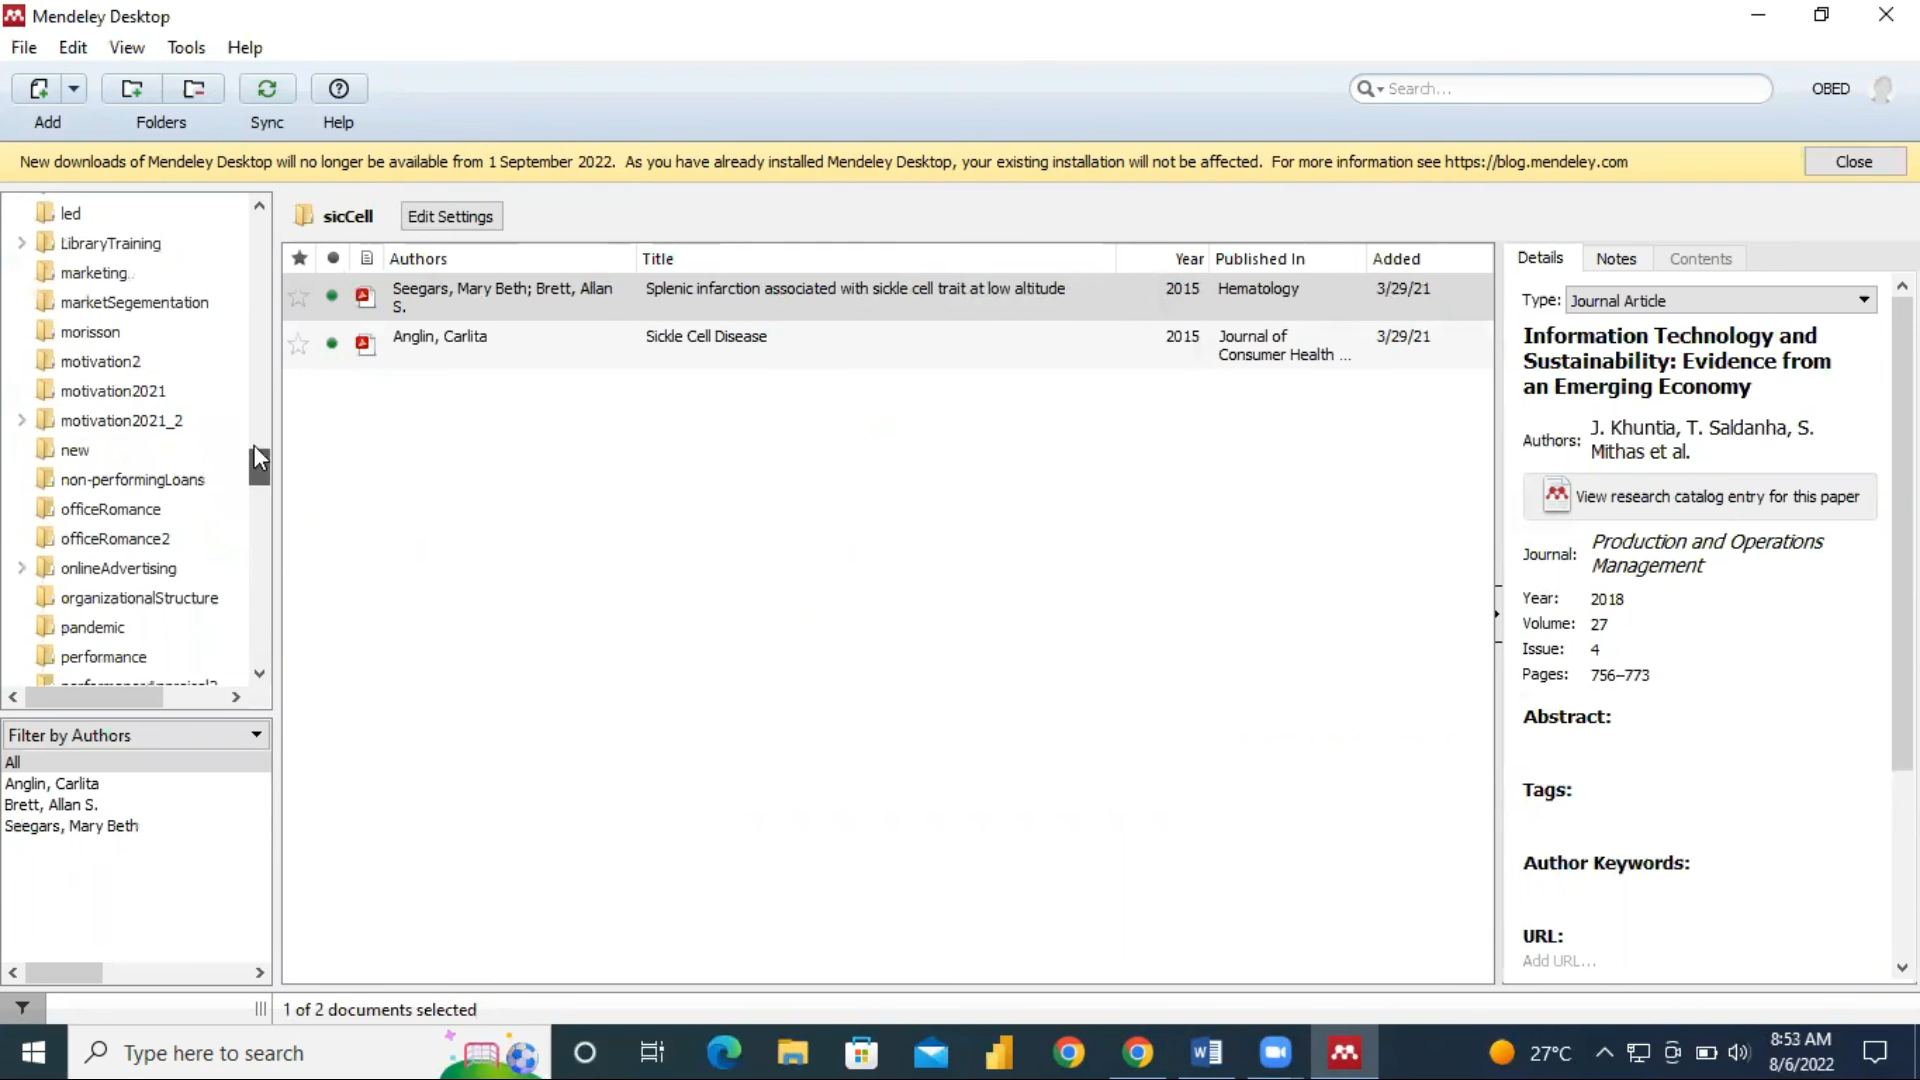 Mendeley Desktop
File Edit View Tools Help
Search...
OBED
Add Folders Sync Help
New downloads of Mendeley Desktop will no longer be available from 1 September 2022. As you have already installed Mendeley Desktop, your existing installation will not be affected. For more information see https://blog.mendeley.com
Close
led
LibraryTraining
marketing..
marketSegementation
morisson
motivation2
motivation2021
motivation2021_2
new
non-performingLoans
officeRomance
officeRomance2
onlineAdvertising
organizationalStructure
pandemic
performance
Filter by Authors
All
Anglin, Carlita
Brett, Allan S.
Seegars, Mary Beth
sicCell Edit Settings
Authors Title Year Published In Added
Seegars, Mary Beth; Brett, Allan S. Splenic infarction associated with sickle cell trait at low altitude 2015 Hematology 3/29/21
Anglin, Carlita Sickle Cell Disease 2015 Journal of Consumer Health ... 3/29/21
1 of 2 documents selected
Details Notes Contents
Type: Journal Article
Information Technology and
Sustainability: Evidence from
an Emerging Economy
Authors: J. Khuntia, T. Saldanha, S.
Mithas et al.
View research catalog entry for this paper
Journal: Production and Operations
Management
Year: 2018
Volume: 27
Issue: 4
Pages: 756–773
Abstract:
Tags:
Author Keywords:
URL:
Add URL...
Type here to search
27°C
8:53 AM
8/6/2022